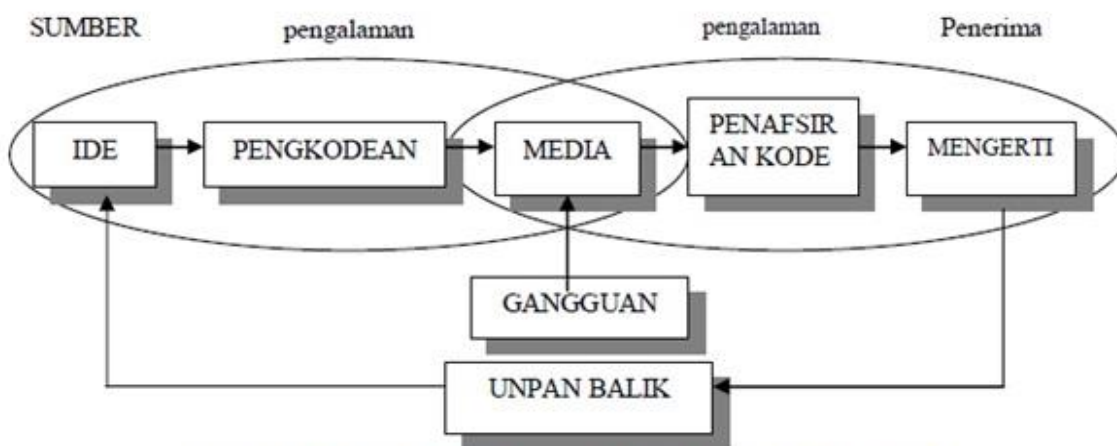 SUMBER
pengalaman
pengalaman
Penerima
IDE
PENGKODEAN
MEDIA
PENAFSIR
AN KODE
MENGERTI
GANGGUAN
UNPAN BALIK